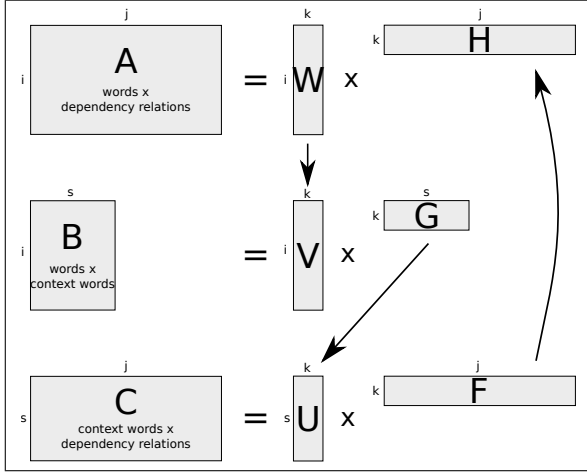 j k j
A
words x
dependency relations
i = i W x k H
s k s
B
words x
context words
i = i V x k G
j k j
C
context words x
dependency relations
s = s U x k F